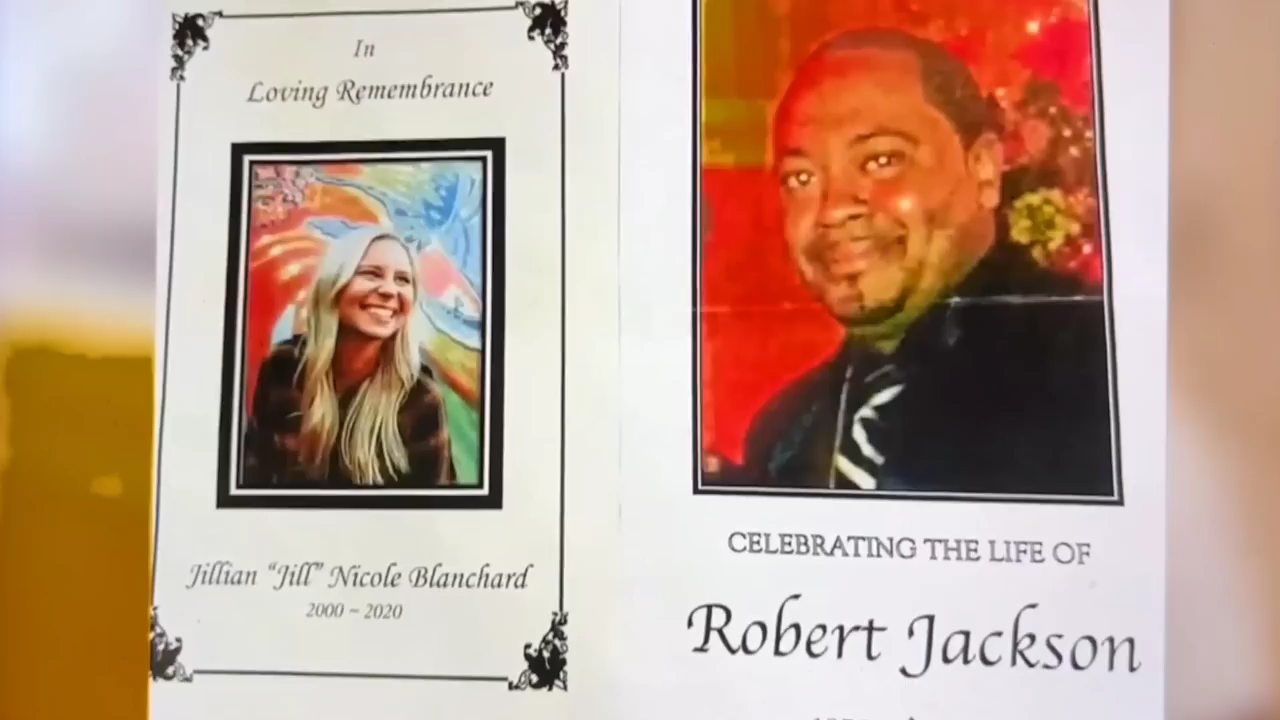 In
Loving Remembrance
Jillian “Jill” Nicole Blanchard
2000 ~ 2020
CELEBRATING THE LIFE OF
Robert Jackson